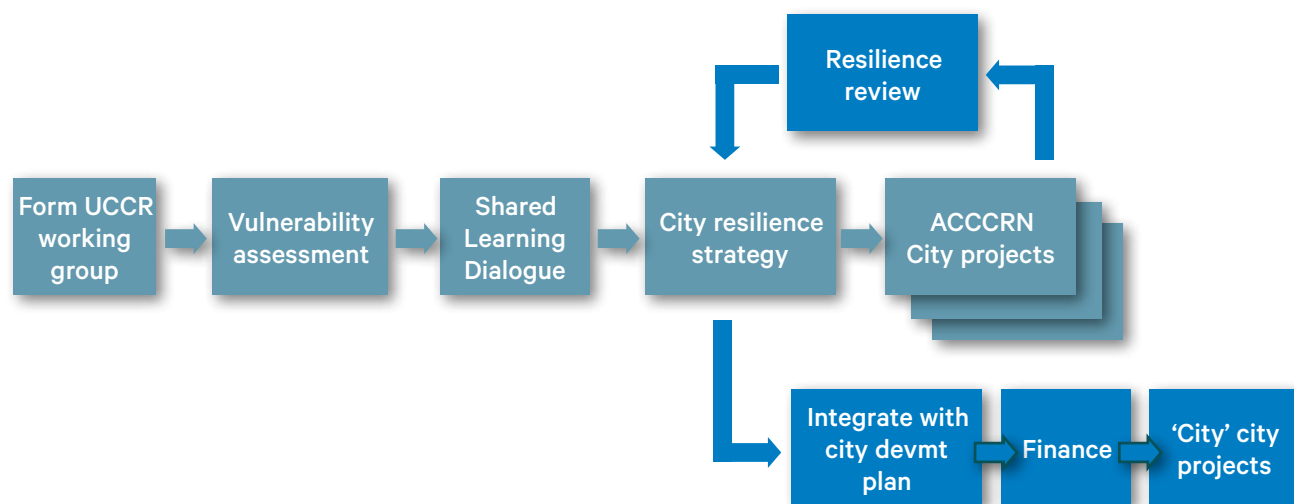 Resilience
review
Form UCCR
working
group
Vulnerability
assessment
Shared
Learning
Dialogue
City resilience
strategy
ACCCRN
City projects
Integrate with
city devmt
plan
Finance
‘City’ city
projects